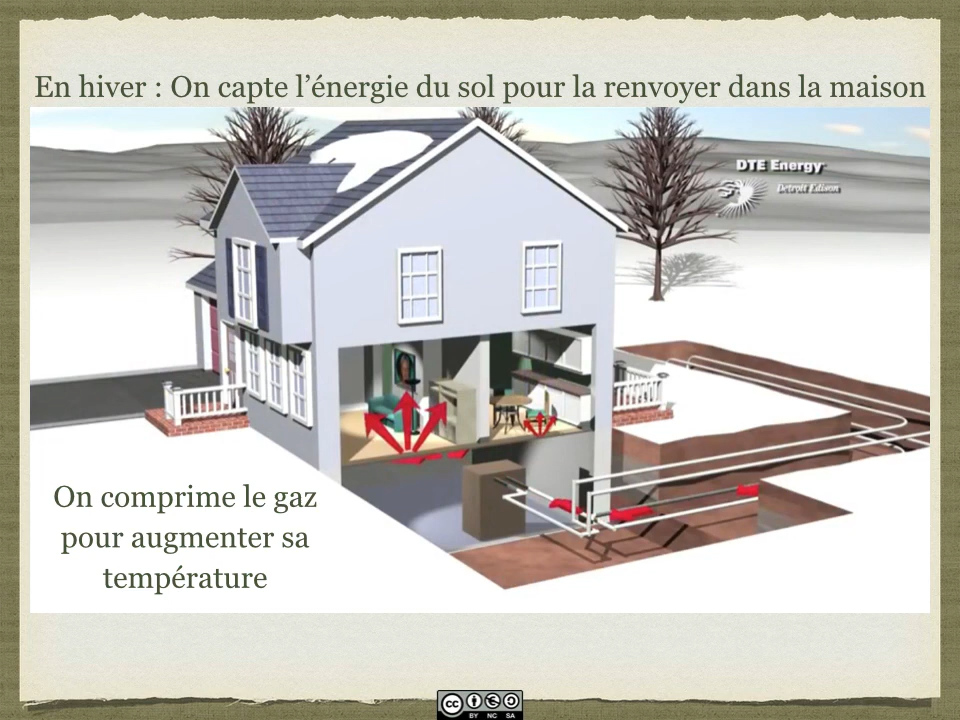 En hiver : On capte l’énergie du sol pour la renvoyer dans la maison
DTE Energy
Detroit Edison
On comprime le gaz
pour augmenter sa
température
cc
BY NC SA